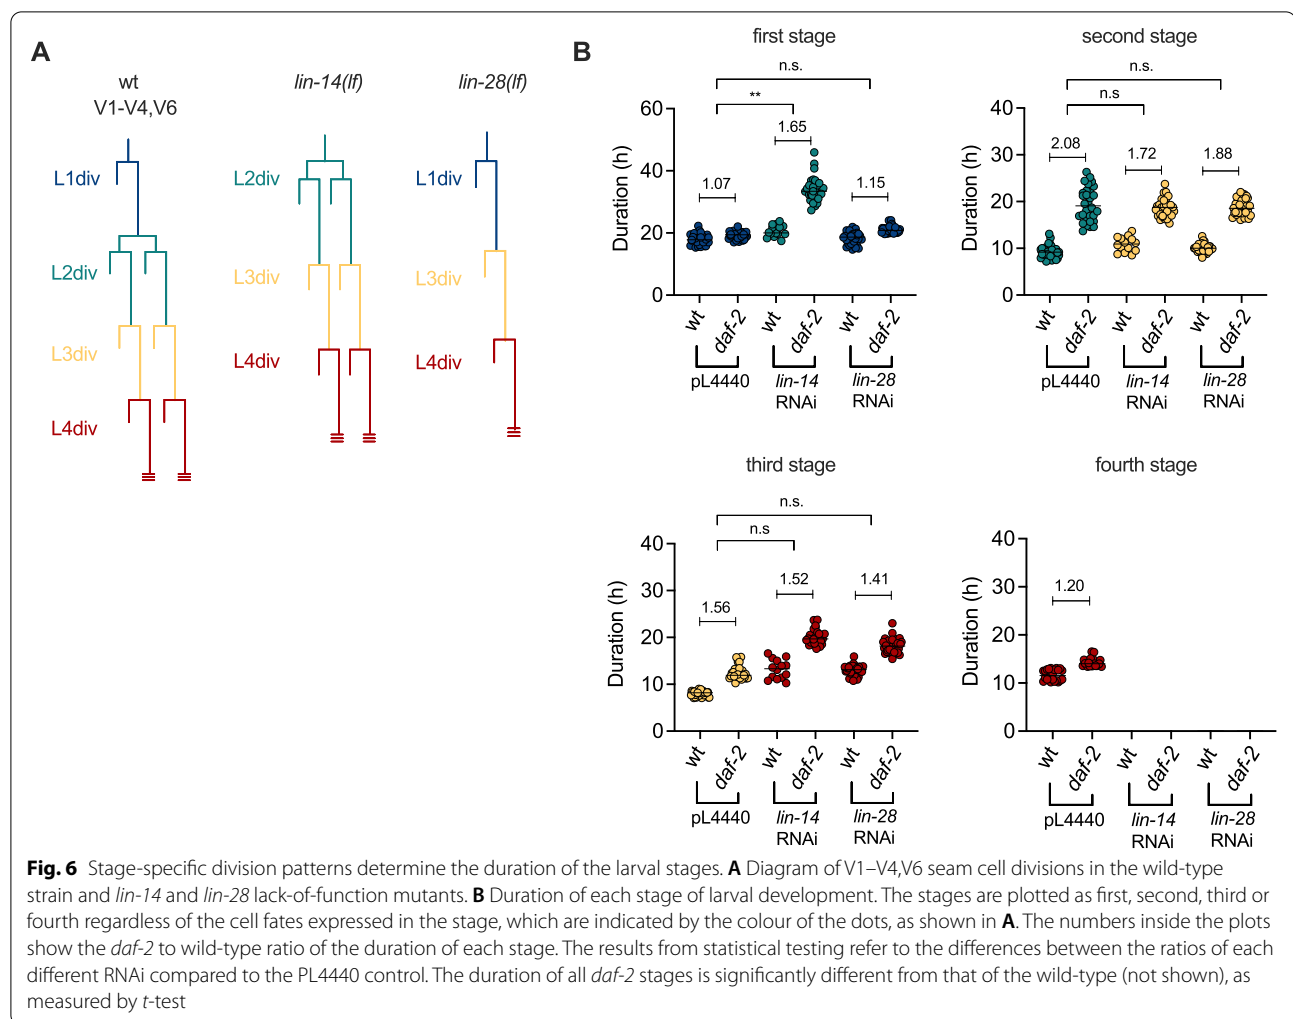 A
wt
V1-V4,V6
L1div
L2div
L3div
L4div
lin-14(lf)
L2div
L3div
L4div
lin-28(lf)
L1div
L3div
L4div
B
first stage
n.s.
**
1.07
1.65
1.15
Duration (h)
60
40
20
0
wt
daf-2
wt
daf-2
wt
daf-2
pL4440
lin-14
RNAi
lin-28
RNAi
second stage
n.s.
n.s
2.08
1.72
1.88
Duration (h)
40
30
20
10
0
wt
daf-2
wt
daf-2
wt
daf-2
pL4440
lin-14
RNAi
lin-28
RNAi
third stage
n.s.
n.s
1.56
1.52
1.41
Duration (h)
40
30
20
10
0
wt
daf-2
wt
daf-2
wt
daf-2
pL4440
lin-14
RNAi
lin-28
RNAi
fourth stage
1.20
Duration (h)
40
30
20
10
0
wt
daf-2
wt
daf-2
wt
daf-2
pL4440
lin-14
RNAi
lin-28
RNAi
Fig. 6 Stage-specific division patterns determine the duration of the larval stages. A Diagram of V1–V4,V6 seam cell divisions in the wild-type
strain and lin-14 and lin-28 lack-of-function mutants. B Duration of each stage of larval development. The stages are plotted as first, second, third or
fourth regardless of the cell fates expressed in the stage, which are indicated by the colour of the dots, as shown in A. The numbers inside the plots
show the daf-2 to wild-type ratio of the duration of each stage. The results from statistical testing refer to the differences between the ratios of each
different RNAi compared to the PL4440 control. The duration of all daf-2 stages is significantly different from that of the wild-type (not shown), as
measured by t-test